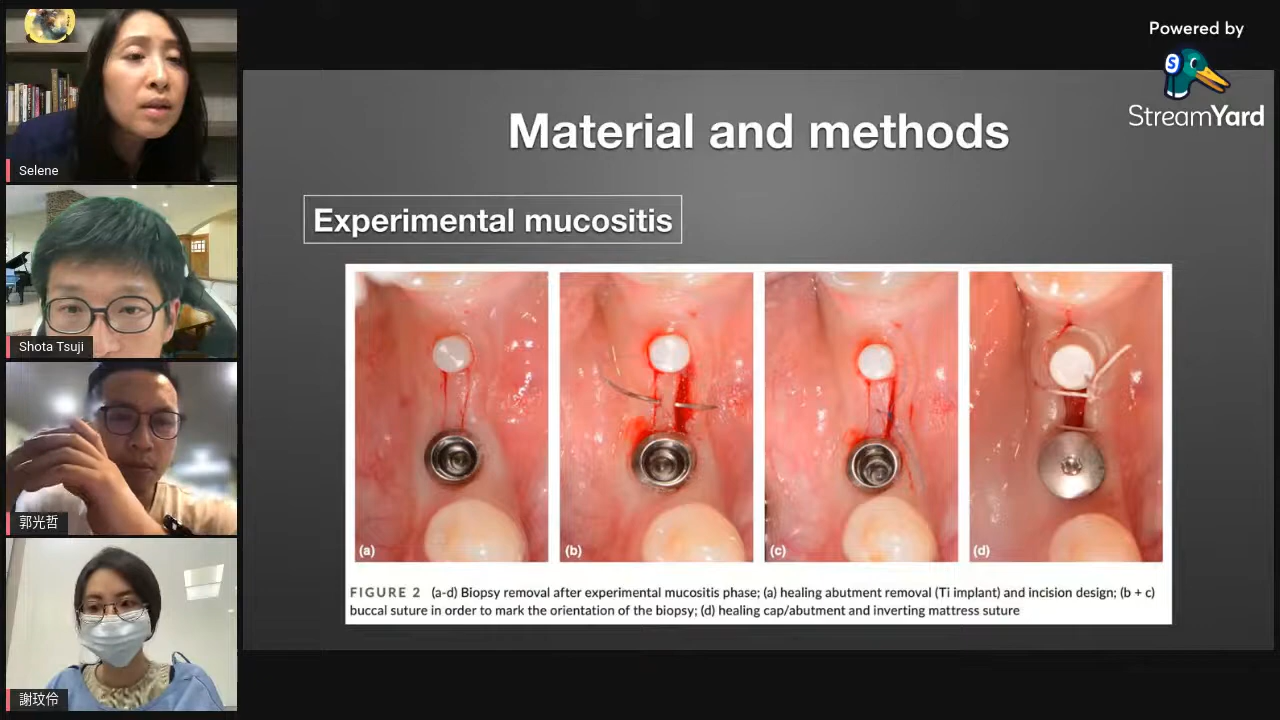 Powered by
S
StreamYard
Selene
Shota Tsuji
郭光哲
謝玟伶
Material and methods
Experimental mucositis
(a)
(b)
(c)
(d)
FIGURE 2 (a-d) Biopsy removal after experimental mucositis phase; (a) healing abutment removal (Ti implant) and incision design; (b + c)
buccal suture in order to mark the orientation of the biopsy; (d) healing cap/abutment and inverting mattress suture